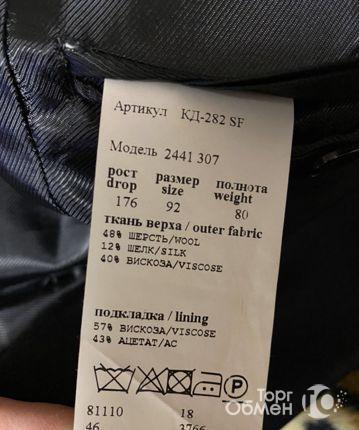 Артикул КД-282 SF
Модель 2441 307
рост размер полнота
drop size weight
176 92 80
ткань верха / outer fabric
48% ШЕРСТЬ/WOOL
12% ШЕЛК/SILK
40% ВИСКОЗА/VISCOSE
подкладка / lining
57% ВИСКОЗА/VISCOSE
43% АЦЕТАТ/AC
P
81110 18
46 3766
Торг
Обмен